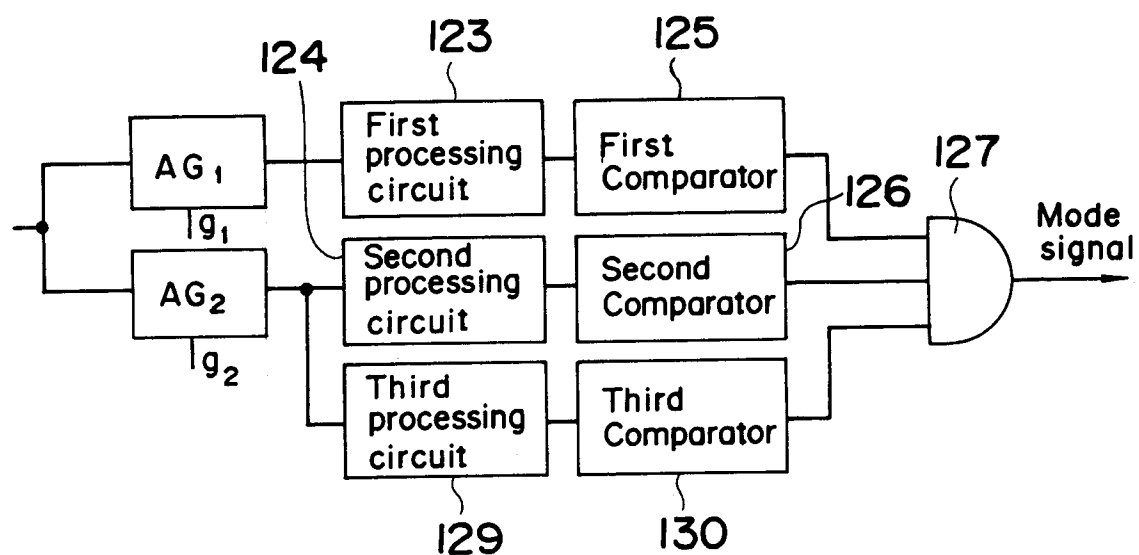 123
125
124
First
processing
circuit
First
Comparator
127
AG₁
g₁
126
Mode
signal
Second
processing
circuit
Second
Comparator
AG₂
g₂
Third
processing
circuit
Third
Comparator
129
130